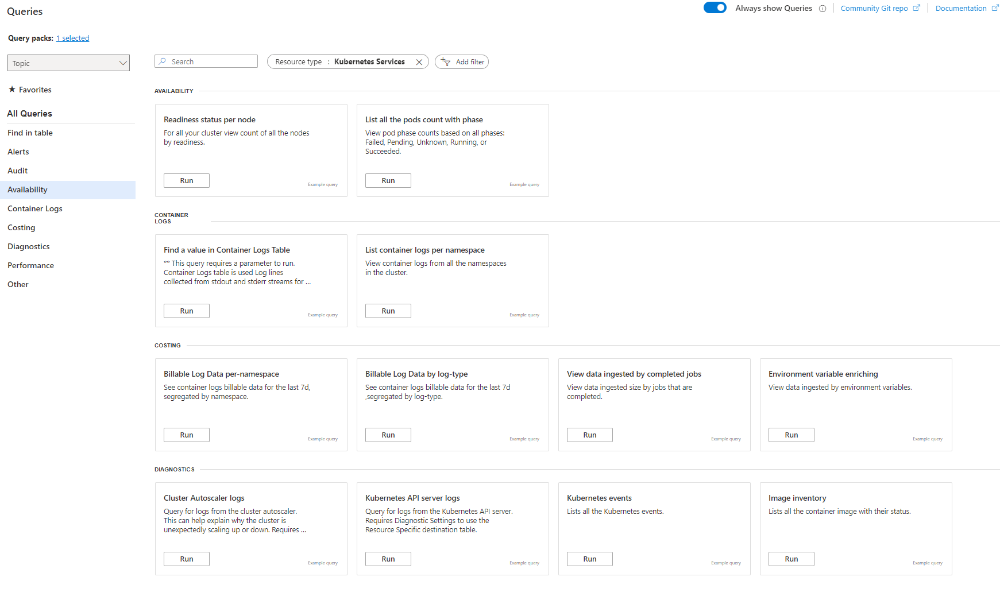 Queries
Always show Queries
Community Git repo
Documentation
Query packs: 1 selected
Topic
Search
Resource type : Kubernetes Services
Add filter
★ Favorites
All Queries
Find in table
Alerts
Audit
Availability
Container Logs
Costing
Diagnostics
Performance
Other
AVAILABILITY
Readiness status per node
For all your cluster view count of all the nodes
by readiness.
Run
Example query
List all the pods count with phase
View pod phase counts based on all phases:
Failed, Pending, Unknown, Running, or
Succeeded.
Run
Example query
CONTAINER
LOGS
Find a value in Container Logs Table
** This query requires a parameter to run.
Container Logs table is used Log lines
collected from stdout and stderr streams for ...
Run
Example query
List container logs per namespace
View container logs from all the namespaces
in the cluster.
Run
Example query
COSTING
Billable Log Data per-namespace
See container logs billable data for the last 7d,
segregated by namespace.
Run
Example query
Billable Log Data by log-type
See container logs billable data for the last 7d
,segregated by log-type.
Run
Example query
View data ingested by completed jobs
View data ingested size by jobs that are
completed.
Run
Example query
Environment variable enriching
View data ingested by environment variables.
Run
Example query
DIAGNOSTICS
Cluster Autoscaler logs
Query for logs from the cluster autoscaler.
This can help explain why the cluster is
unexpectedly scaling up or down. Requires ...
Run
Example query
Kubernetes API server logs
Query for logs from the Kubernetes API server.
Requires Diagnostic Settings to use the
Resource Specific destination table.
Run
Example query
Kubernetes events
Lists all the Kubernetes events.
Run
Example query
Image inventory
Lists all the container image with their status.
Run
Example query